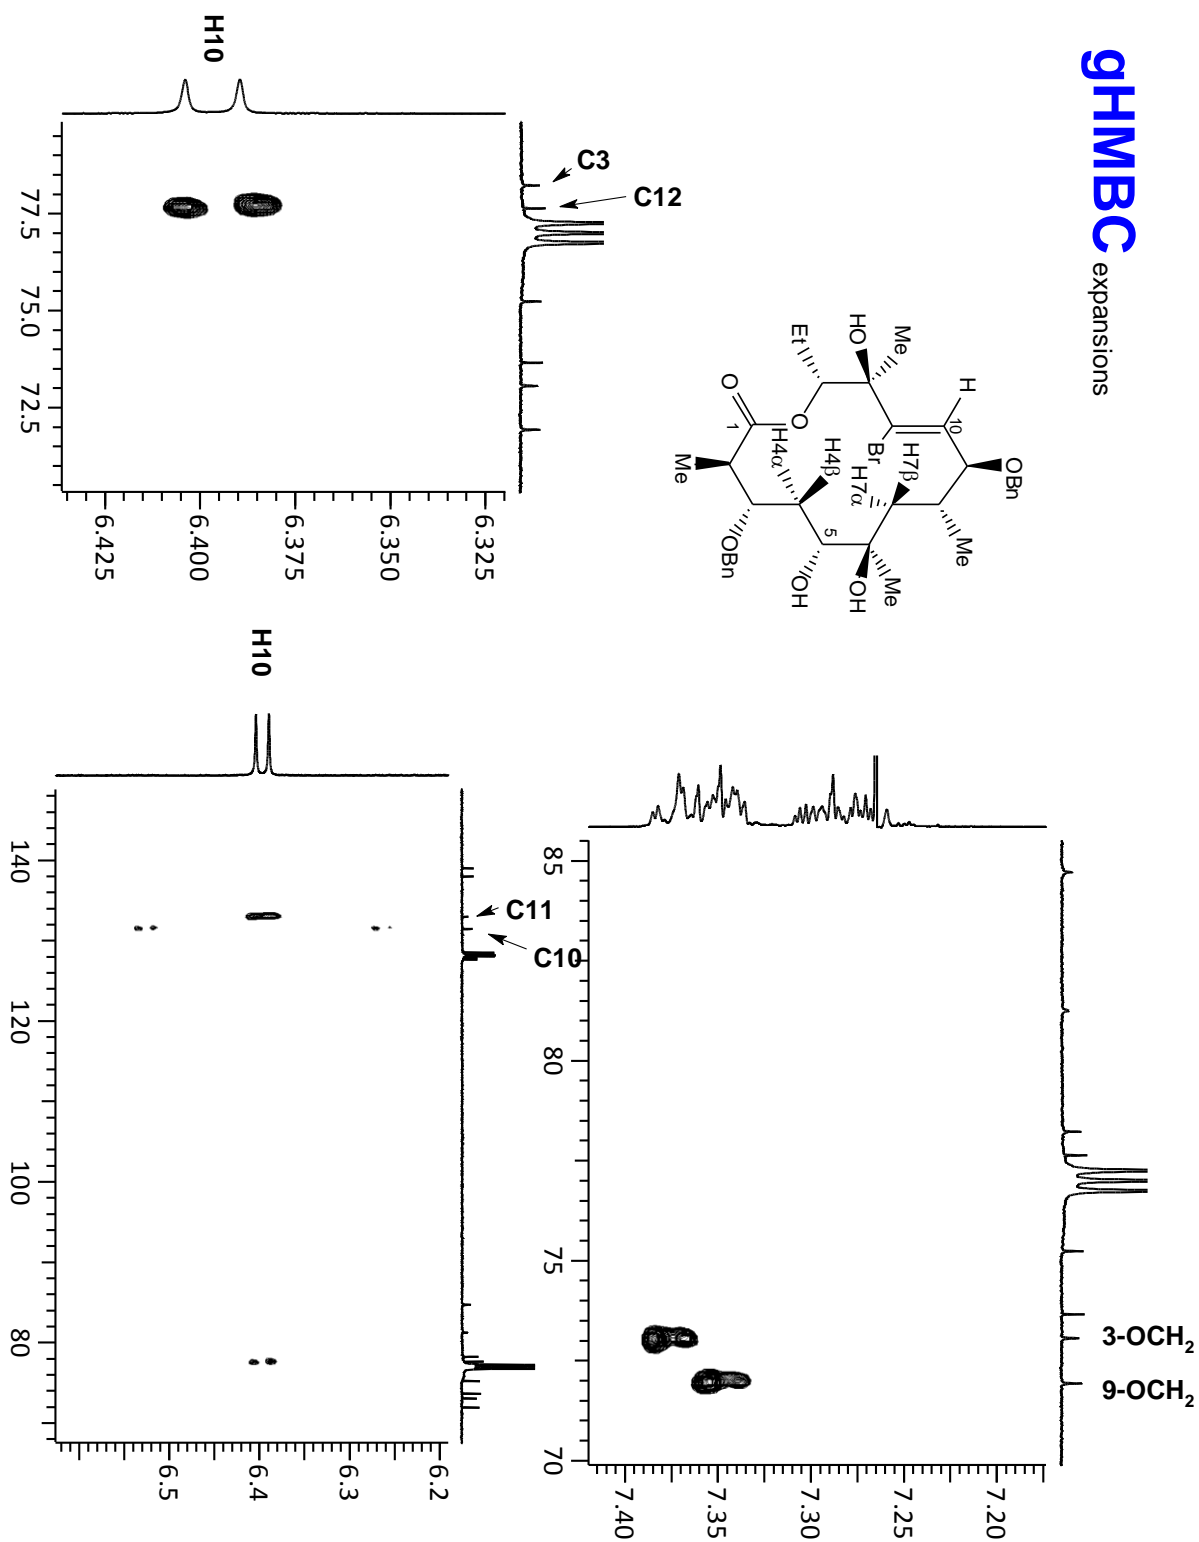 gHMBC expansions
H
10
OBn
Me
HO
Br
H7β
H7α
Me
Et
O
H4β
H4α
O
1
Me
OBn
5
OH
OH
Me
H10
C3
C12
77.5
75.0
72.5
6.425
6.400
6.375
6.350
6.325
H10
C11
C10
140
120
100
80
6.5
6.4
6.3
6.2
85
80
75
70
3-OCH2
9-OCH2
7.40
7.35
7.30
7.25
7.20